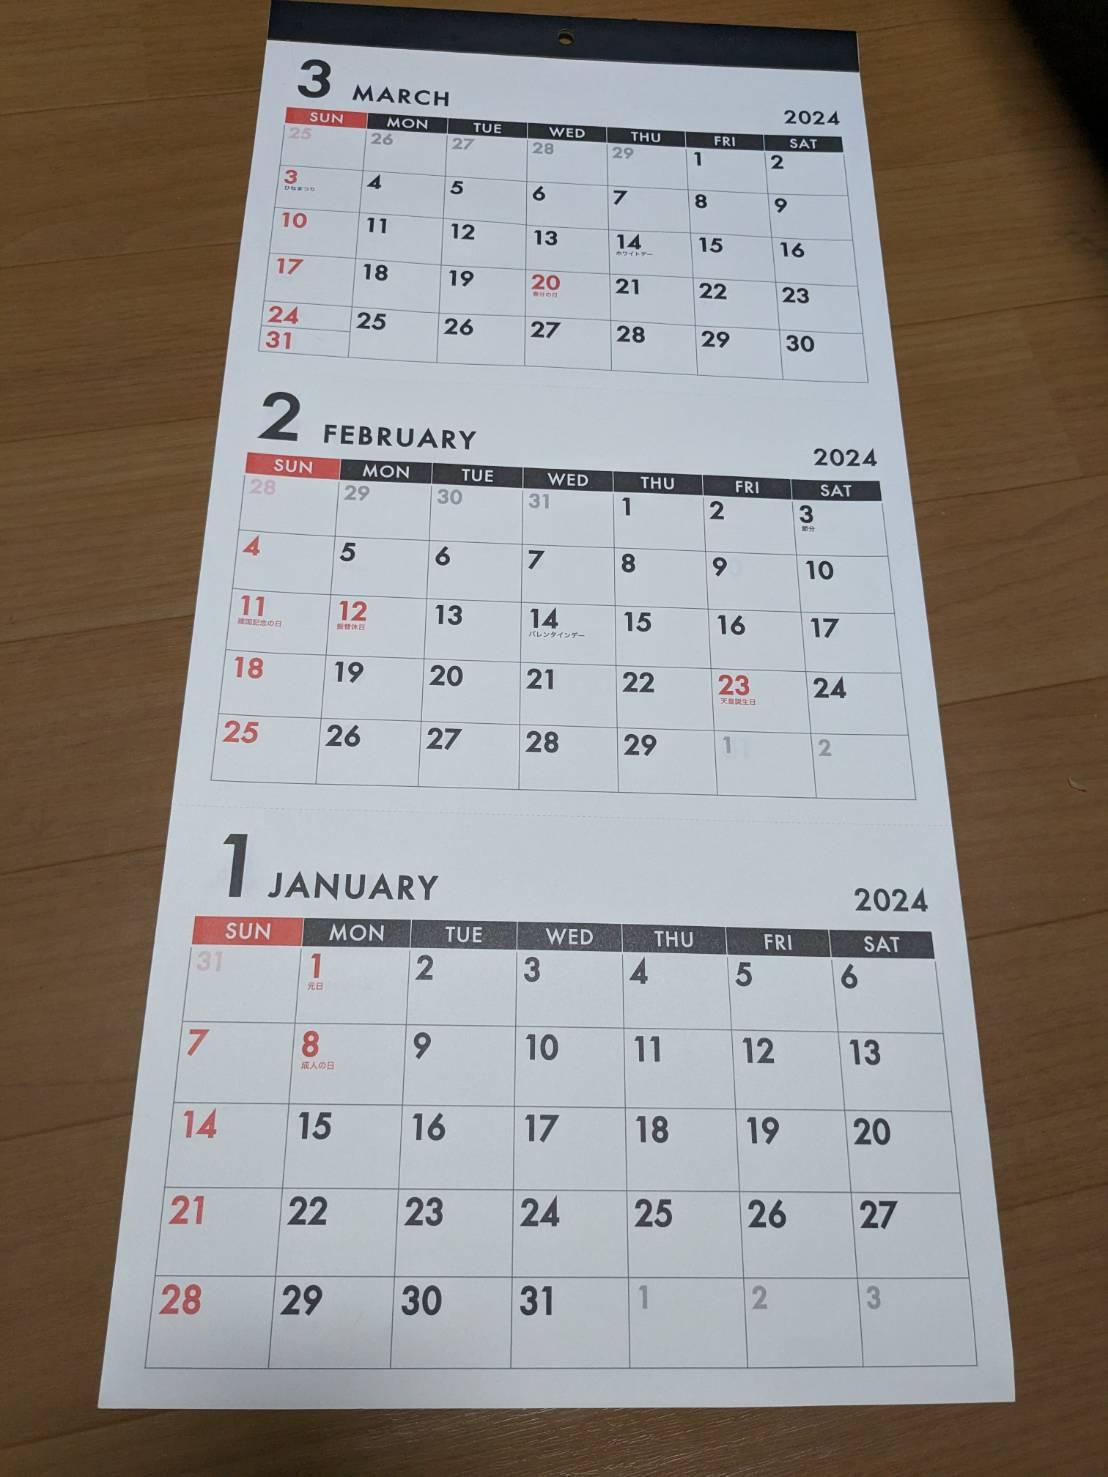 3 MARCH 2024
SUN MON TUE WED THU FRI SAT
25 26 27 28 29 1 2
3 4 5 6 7 8 9
ひなまつり
10 11 12 13 14 15 16
ホワイトデー
17 18 19 20 21 22 23
春分の日
24 25 26 27 28 29 30
31
2 FEBRUARY 2024
SUN MON TUE WED THU FRI SAT
28 29 30 31 1 2 3
節分
4 5 6 7 8 9 10
11 12 13 14 15 16 17
建国記念の日 振替休日 バレンタインデー
18 19 20 21 22 23 24
天皇誕生日
25 26 27 28 29 1 2
1 JANUARY 2024
SUN MON TUE WED THU FRI SAT
31 1 2 3 4 5 6
元日
7 8 9 10 11 12 13
成人の日
14 15 16 17 18 19 20
21 22 23 24 25 26 27
28 29 30 31 1 2 3